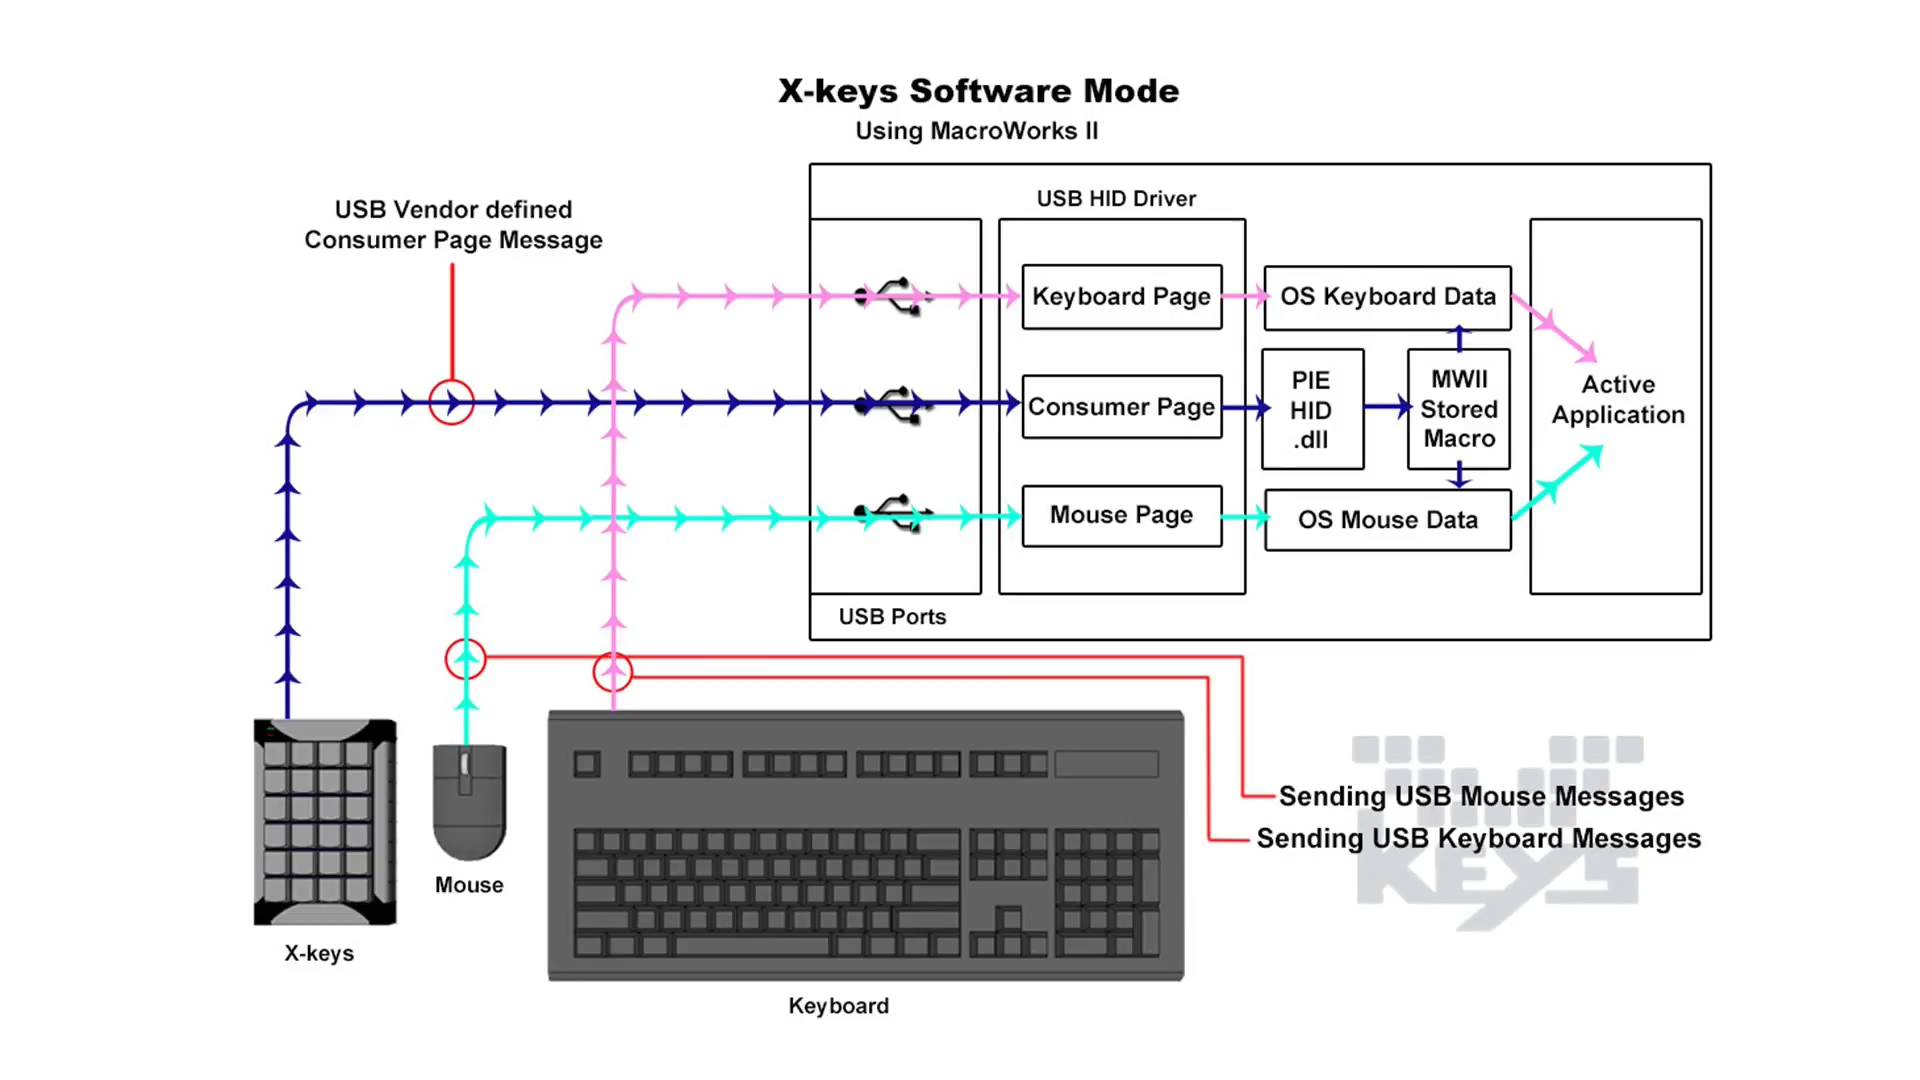 X-keys Software Mode
Using MacroWorks II
USB Vendor defined
Consumer Page Message
USB HID Driver
Keyboard Page
OS Keyboard Data
Consumer Page
PIE
HID
.dll
MWII
Stored
Macro
Active
Application
Mouse Page
OS Mouse Data
USB Ports
Sending USB Mouse Messages
Sending USB Keyboard Messages
KEYS
Mouse
X-keys
Keyboard